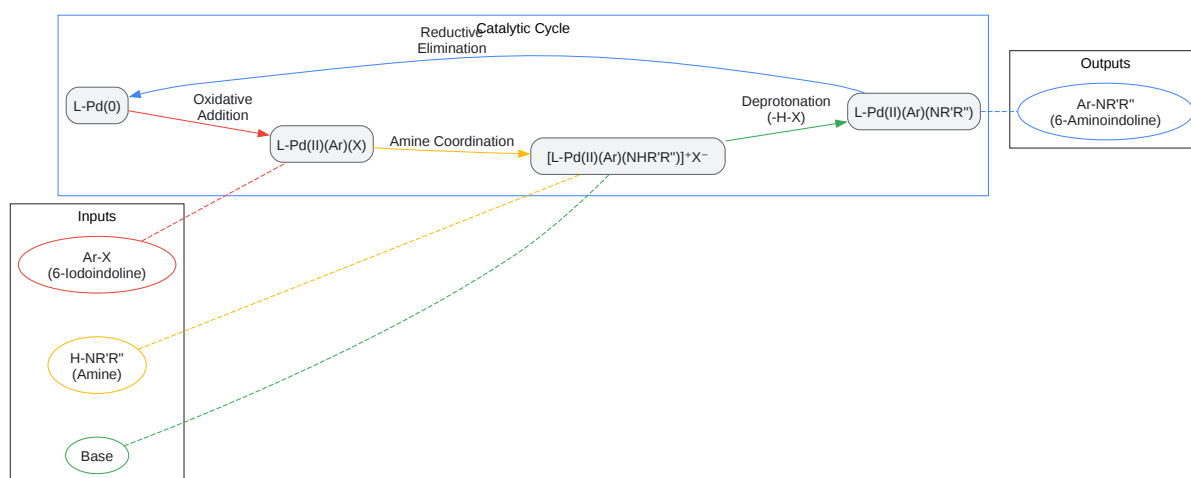 Catalytic Cycle
Reductive
Elimination
L-Pd(0)
Oxidative
Addition
L-Pd(II)(Ar)(X)
Amine Coordination
[L-Pd(II)(Ar)(NHR'R")]⁺X⁻
Deprotonation
(-H-X)
L-Pd(II)(Ar)(NR'R")
Outputs
Ar-NR'R"
(6-Aminoindoline)
Inputs
Ar-X
(6-Iodoindoline)
H-NR'R"
(Amine)
Base